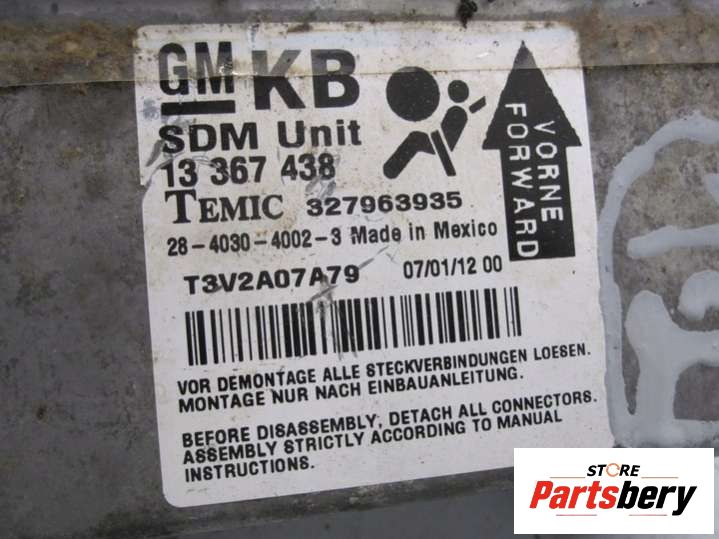 GM KB
SDM Unit
13 367 438
TEMIC 327963935
28-4030-4002-3 Made in Mexico
T3V2A07A79 07/01/12 00
VORNE
FORWARD
VOR DEMONTAGE ALLE STECKVERBINDUNGEN LOESEN.
MONTAGE NUR NACH EINBAUANLEITUNG.
BEFORE DISASSEMBLY, DETACH ALL CONNECTORS.
ASSEMBLY STRICTLY ACCORDING TO MANUAL
INSTRUCTIONS.
STORE
Partsbery